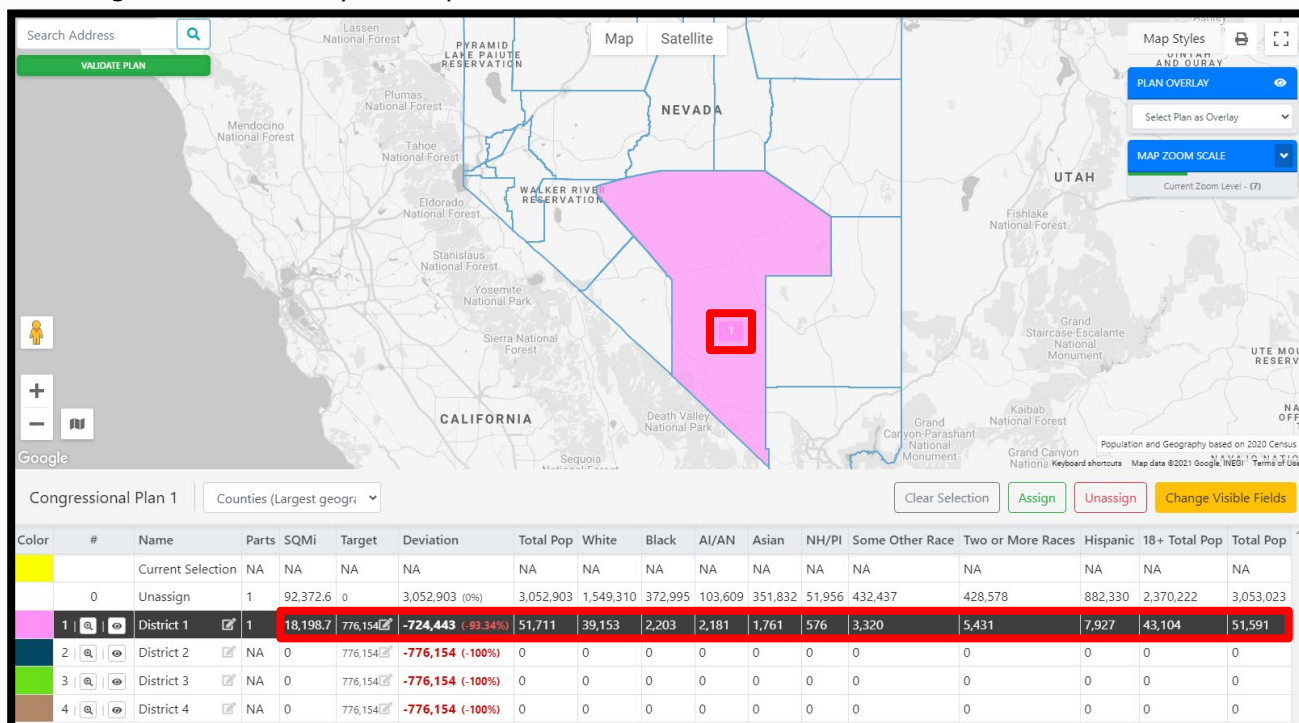 Search Address
VALIDATE PLAN
Map Satellite
Map Styles
PLAN OVERLAY
Select Plan as Overlay
MAP ZOOM SCALE
Current Zoom Level - (7)
Lassen
National Forest
PYRAMID
LAKE PAIUTE
RESERVATION
UINTAH
AND OURAY
Plumas
National Forest
NEVADA
Mendocino
National Forest
Tahoe
National Forest
UTAH
WALKER RIVER
RESERVATION
Eldorado
National Forest
Fishlake
National Forest
Stanislaus
National Forest
Yosemite
National Park
1
Sierra National
Forest
Grand
Staircase-Escalante
National
Monument
UTE MOU
RESERV
CALIFORNIA
Death Valley
National Park
Grand
Canyon-Parashant
National
Monument
Kaibab
National Forest
Grand Canyon
Sequoia
Google
Population and Geography based on 2020 Census
Keyboard shortcuts Map data ©2021 Google, INEGI Terms of Use
Congressional Plan 1 Counties (Largest geogra Clear Selection Assign Unassign Change Visible Fields
Color # Name Parts SQMi Target Deviation Total Pop White Black AI/AN Asian NH/PI Some Other Race Two or More Races Hispanic 18+ Total Pop Total Pop
Current Selection NA NA NA NA NA NA NA NA NA NA NA NA NA NA NA
0 Unassign 1 92,372.6 0 3,052,903 (0%) 3,052,903 1,549,310 372,995 103,609 351,832 51,956 432,437 428,578 882,330 2,370,222 3,053,023
1 District 1 1 18,198.7 776,154 -724,443 (-93.34%) 51,711 39,153 2,203 2,181 1,761 576 3,320 5,431 7,927 43,104 51,591
2 District 2 NA 0 776,154 -776,154 (-100%) 0 0 0 0 0 0 0 0 0 0 0
3 District 3 NA 0 776,154 -776,154 (-100%) 0 0 0 0 0 0 0 0 0 0 0
4 District 4 NA 0 776,154 -776,154 (-100%) 0 0 0 0 0 0 0 0 0 0 0